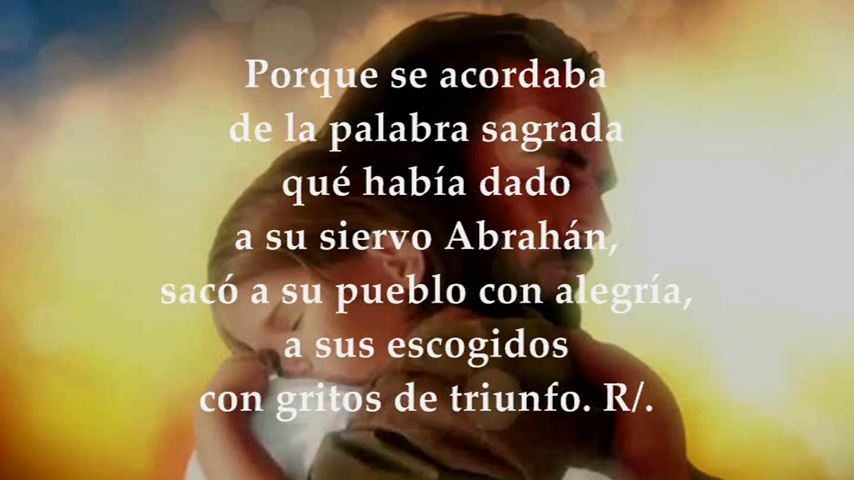 Porque se acordaba
de la palabra sagrada
qué había dado
a su siervo Abrahán,
sacó a su pueblo con alegría,
a sus escogidos
con gritos de triunfo. R/.